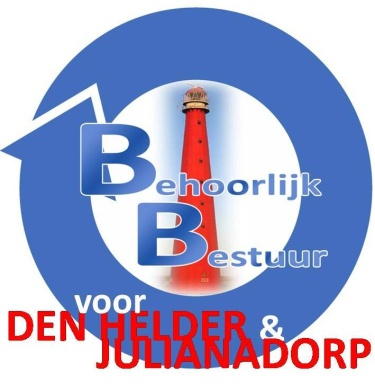 Behoorlijk
Bestuur
voor
DEN HELDER &
JULIANADORP